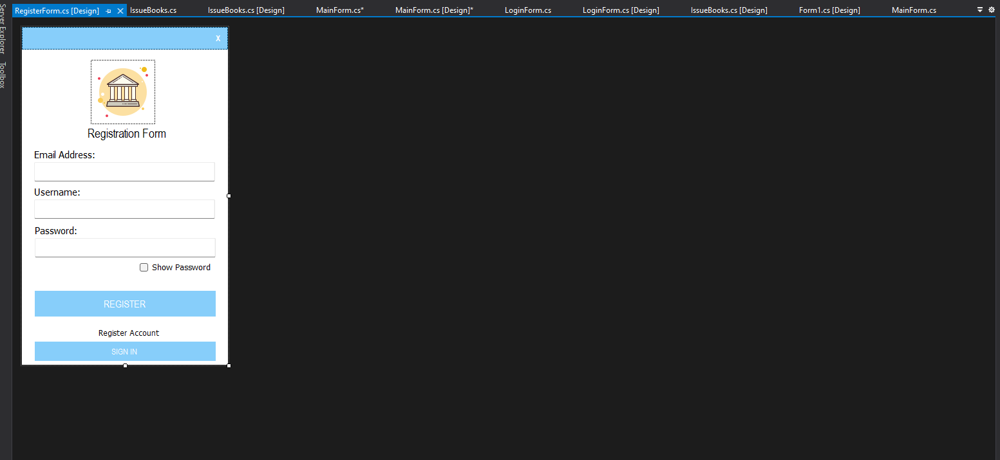 RegisterForm.cs [Design] IssueBooks.cs IssueBooks.cs [Design] MainForm.cs* MainForm.cs [Design]* LoginForm.cs LoginForm.cs [Design] IssueBooks.cs [Design] Form1.cs [Design] MainForm.cs
Server Explorer
Toolbox
X
Registration Form
Email Address:
Username:
Password:
Show Password
REGISTER
Register Account
SIGN IN